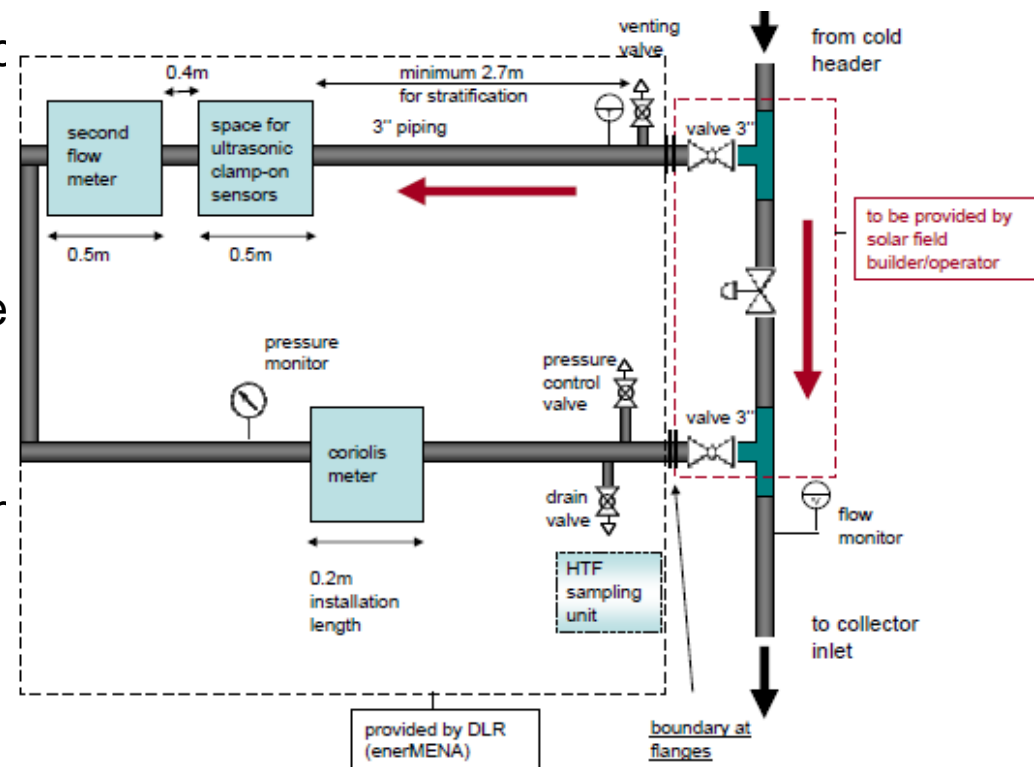 venting
valve
from cold
header
0.4m
minimum 2.7m
for stratification
3" piping
second
flow
meter
space for
ultrasonic
clamp-on
sensors
valve 3"
0.5m
0.5m
to be provided by
solar field
builder/operator
pressure
monitor
pressure
control
valve
valve 3"
coriolis
meter
drain
valve
flow
monitor
0.2m
installation
length
HTF
sampling
unit
to collector
inlet
provided by DLR
(enerMENA)
boundary at
flanges